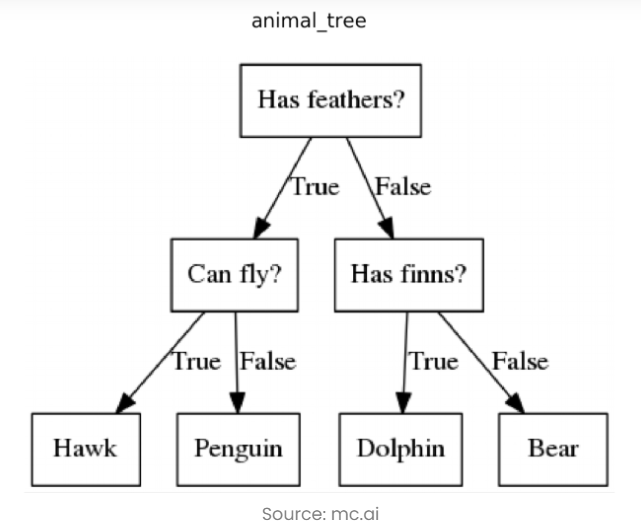 animal_tree
Has feathers?
True
False
Can fly?
Has finns?
True
False
True
False
Hawk
Penguin
Dolphin
Bear
Source: mc.ai